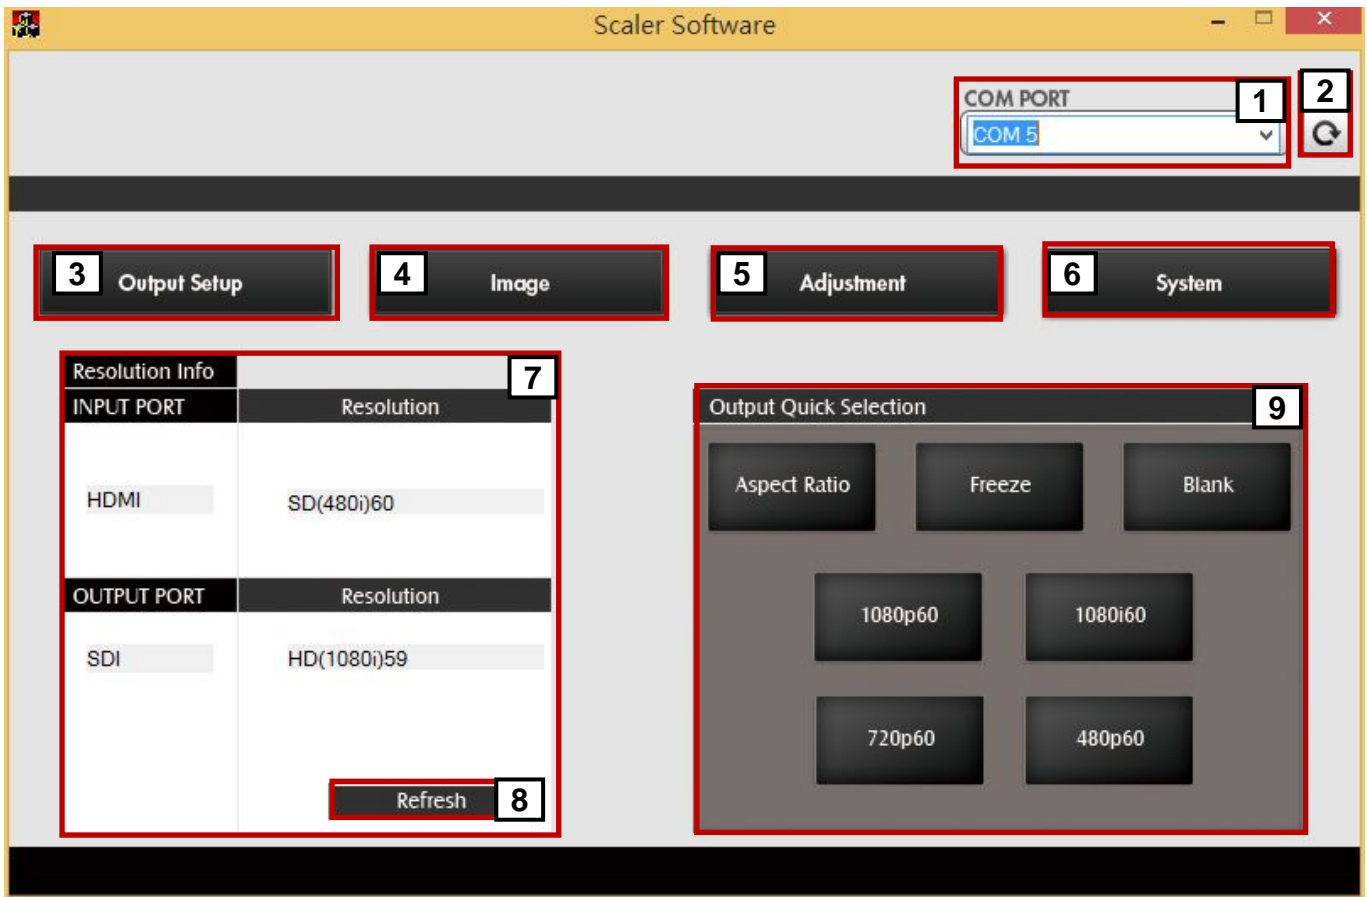 Scaler Software
COM PORT
1
2
COM 5
3
Output Setup
4
Image
5
Adjustment
6
System
Resolution Info
7
INPUT PORT
Resolution
HDMI
SD(480i)60
OUTPUT PORT
Resolution
SDI
HD(1080i)59
Refresh
8
Output Quick Selection
9
Aspect Ratio
Freeze
Blank
1080p60
1080i60
720p60
480p60